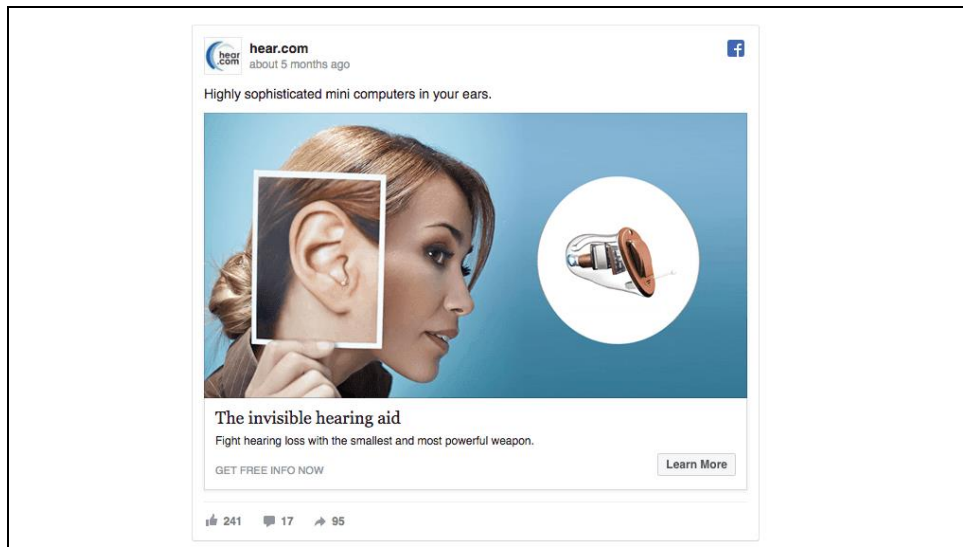 hear
.com
hear.com
about 5 months ago
Highly sophisticated mini computers in your ears.
The invisible hearing aid
Fight hearing loss with the smallest and most powerful weapon.
GET FREE INFO NOW
Learn More
241 17 95